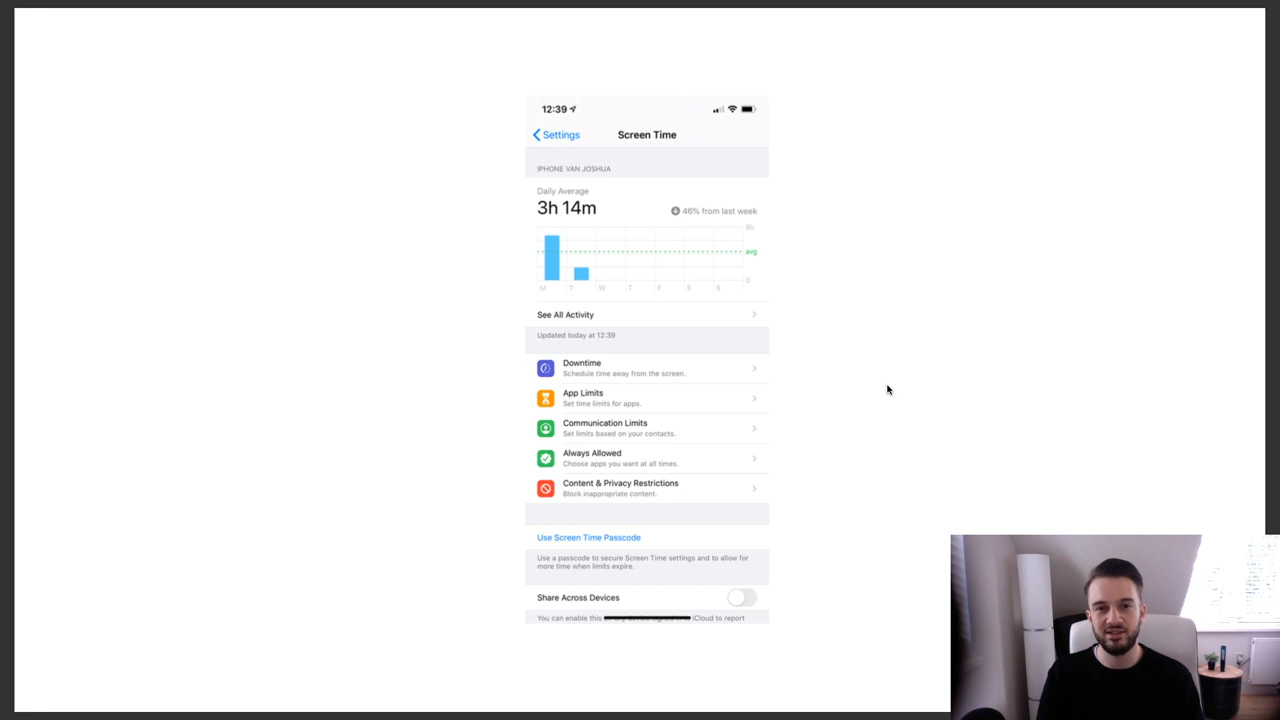 12:39
Settings
Screen Time
IPHONE VAN JOSHUA
Daily Average
3h 14m
46% from last week
6h
avg
0
M T W T F S S
See All Activity
Updated today at 12:39
Downtime
Schedule time away from the screen.
App Limits
Set time limits for apps.
Communication Limits
Set limits based on your contacts.
Always Allowed
Choose apps you want at all times.
Content & Privacy Restrictions
Block inappropriate content.
Use Screen Time Passcode
Use a passcode to secure Screen Time settings and to allow for
more time when limits expire.
Share Across Devices
You can enable this iCloud to report